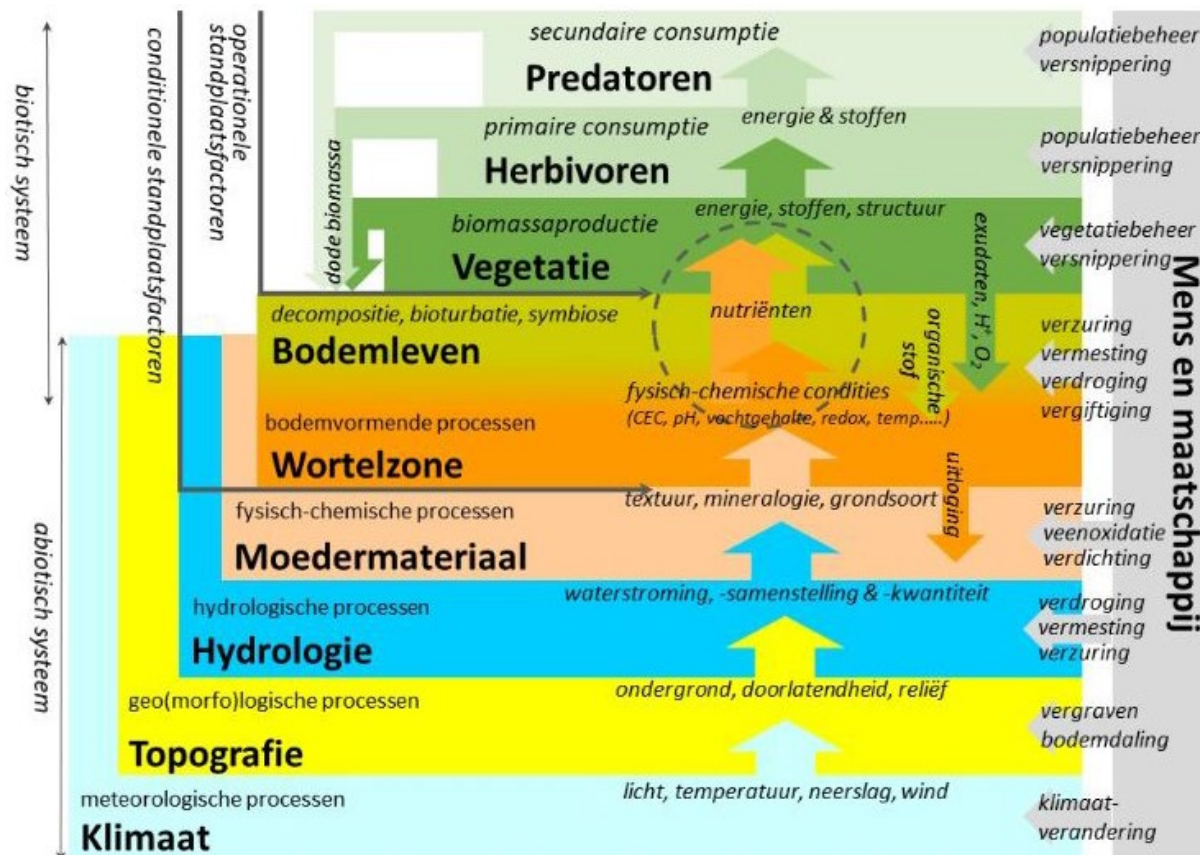 biotisch systeem
abiotisch systeem
conditionele standplaatsfactoren
operationele
standplaatsfactoren
dode biomassa
secundaire consumptie
Predatoren
energie & stoffen
populatiebeheer
versnippering
primaire consumptie
Herbivoren
energie, stoffen, structuur
populatiebeheer
versnippering
biomassaproductie
Vegetatie
nutriënten
exudaten, H+, O2
vegetatiebeheer
versnippering
decompositie, bioturbatie, symbiose
Bodemleven
fysisch-chemische condities
(CEC, pH, vochtgehalte, redox, temp.....)
organische
stof
verzuring
vermesting
verdroging
vergiftiging
bodemvormende processen
Wortelzone
textuur, mineralogie, grondsoort
uitloging
fysisch-chemische processen
Moedermateriaal
waterstroming, -samenstelling & -kwantiteit
verzuring
veenoxidatie
verdichting
hydrologische processen
Hydrologie
ondergrond, doorlatendheid, reliëf
verdroging
vermesting
verzuring
geo(morfo)logische processen
Topografie
licht, temperatuur, neerslag, wind
vergraven
bodemdaling
meteorologische processen
Klimaat
klimaat-
verandering
Mens en maatschappij